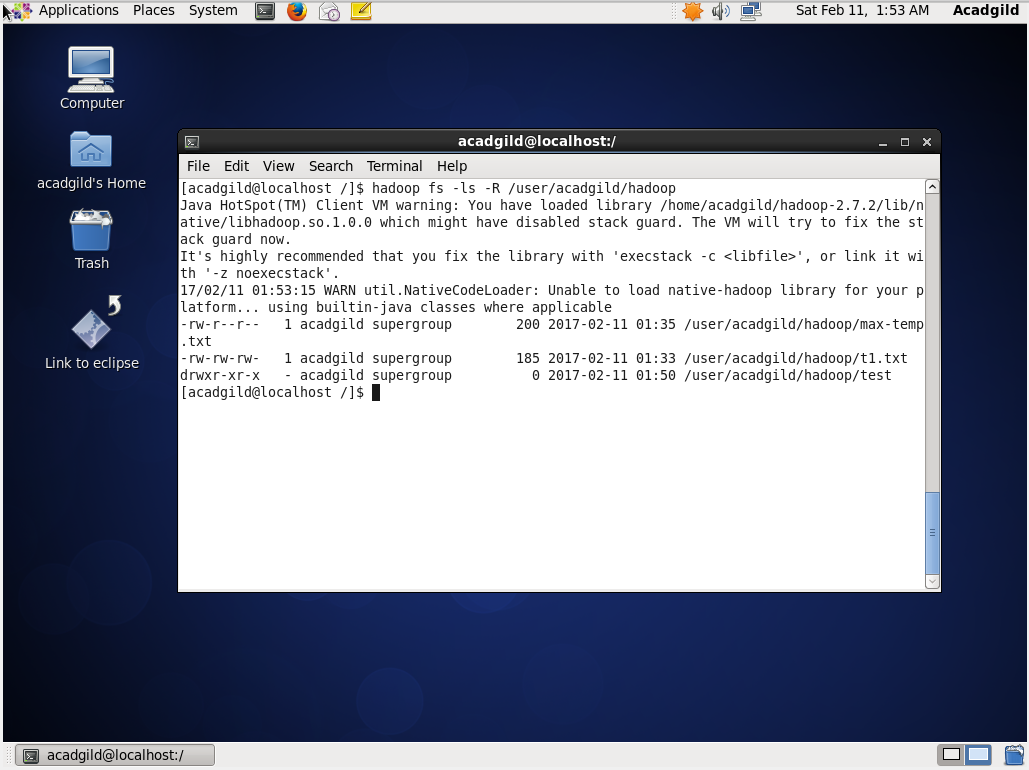 Applications Places System Sat Feb 11, 1:53 AM Acadgild
Computer
acadgild's Home
Trash
Link to eclipse
acadgild@localhost:/
File Edit View Search Terminal Help
[acadgild@localhost /]$ hadoop fs -ls -R /user/acadgild/hadoop
Java HotSpot(TM) Client VM warning: You have loaded library /home/acadgild/hadoop-2.7.2/lib/n
ative/libhadoop.so.1.0.0 which might have disabled stack guard. The VM will try to fix the st
ack guard now.
It's highly recommended that you fix the library with 'execstack -c <libfile>', or link it wi
th '-z noexecstack'.
17/02/11 01:53:15 WARN util.NativeCodeLoader: Unable to load native-hadoop library for your p
latform... using builtin-java classes where applicable
-rw-r--r--   1 acadgild supergroup        200 2017-02-11 01:35 /user/acadgild/hadoop/max-temp
.txt
-rw-rw-rw-   1 acadgild supergroup        185 2017-02-11 01:33 /user/acadgild/hadoop/t1.txt
drwxr-xr-x   - acadgild supergroup          0 2017-02-11 01:50 /user/acadgild/hadoop/test
[acadgild@localhost /]$
acadgild@localhost:/